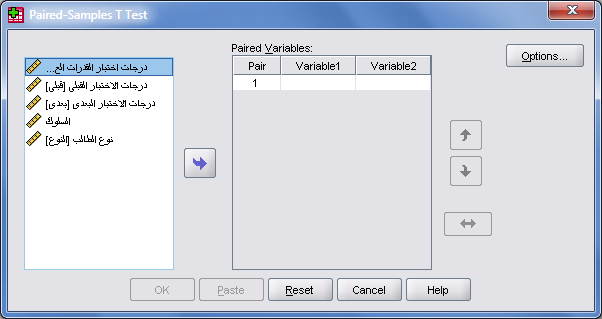 Paired-Samples T Test
درجات اختبار القدرات الع...
درجات الاختبار القبلى [قبلى]
درجات الاختبار البعدى [بعدى]
السلوك
نوع الطالب [النوع]
Paired Variables:
Pair Variable1 Variable2
1
Options...
OK Paste Reset Cancel Help